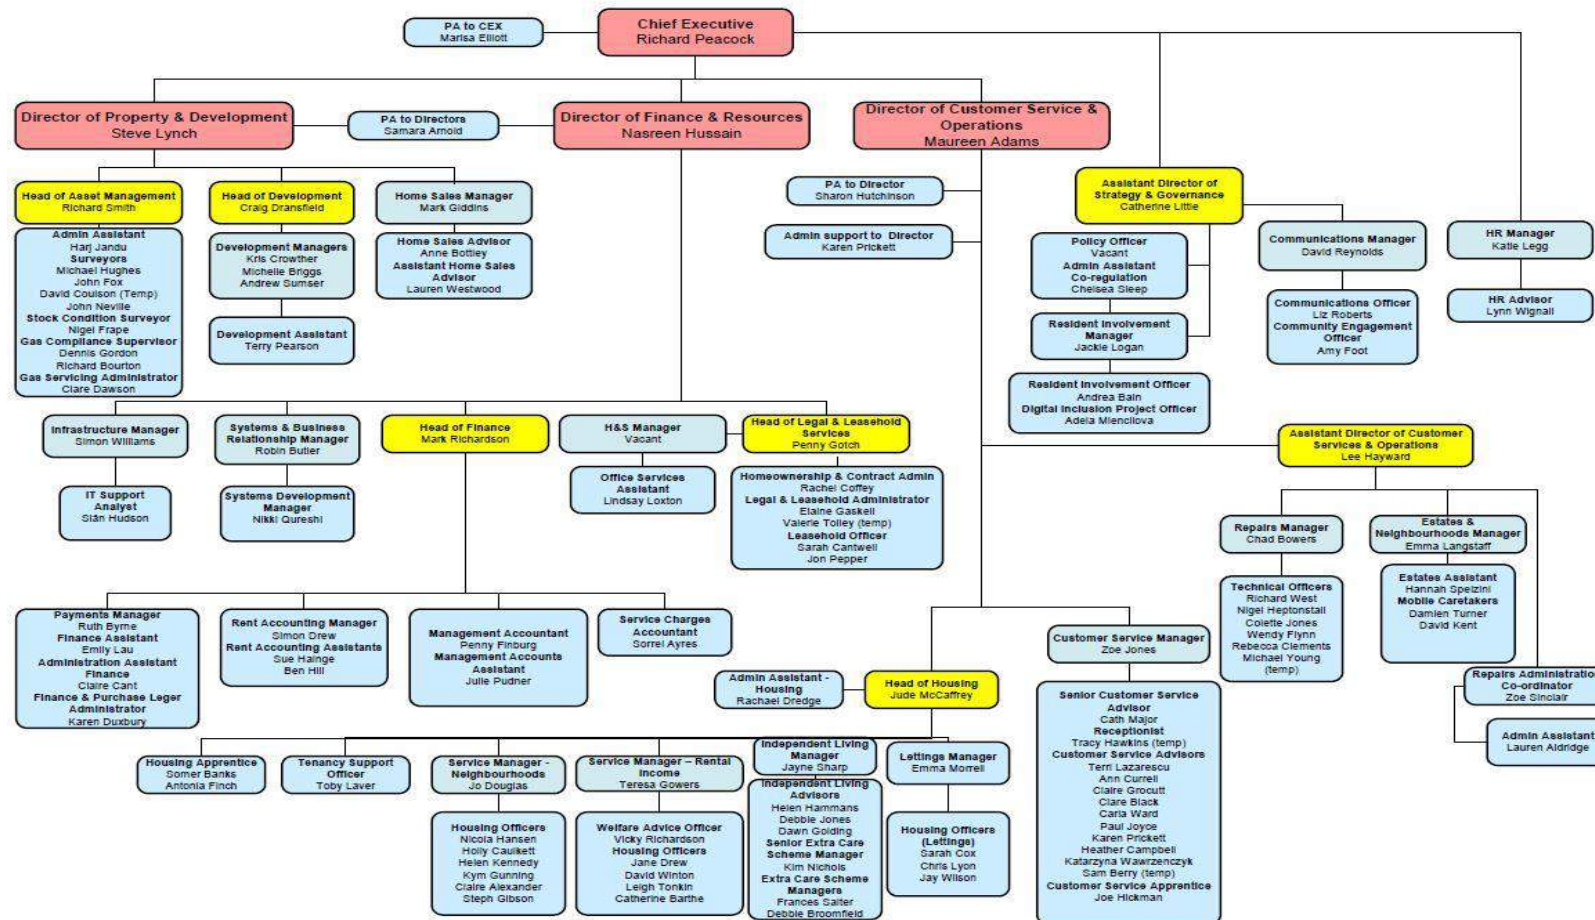 PA to CEX
Marisa Elliott
Chief Executive
Richard Peacock
Director of Property & Development
Steve Lynch
PA to Directors
Samara Arnold
Director of Finance & Resources
Nasreen Hussain
Director of Customer Service &
Operations
Maureen Adams
Head of Asset Management
Richard Smith
Admin Assistant
Harj Jandu
Surveyors
Michael Hughes
John Fox
David Coulson (Temp)
John Neville
Stock Condition Surveyor
Nigel Frape
Gas Compliance Supervisor
Dennis Gordon
Richard Bourton
Gas Servicing Administrator
Clare Dawson
Head of Development
Craig Dransfield
Development Managers
Kris Crowther
Michelle Briggs
Andrew Sumser
Development Assistant
Terry Pearson
Home Sales Manager
Mark Giddins
Home Sales Advisor
Anne Bottley
Assistant Home Sales
Advisor
Lauren Westwood
PA to Director
Sharon Hutchinson
Admin support to Director
Karen Prickett
Assistant Director of
Strategy & Governance
Catherine Little
Policy Officer
Vacant
Admin Assistant
Co-regulation
Chelsea Sleep
Resident Involvement
Manager
Jackie Logan
Resident Involvement Officer
Andrea Bain
Digital Inclusion Project Officer
Adela Miencilova
Communications Manager
David Reynolds
Communications Officer
Liz Roberts
Community Engagement
Officer
Amy Foot
HR Manager
Katie Legg
HR Advisor
Lynn Wignall
Infrastructure Manager
Simon Williams
IT Support
Analyst
Siân Hudson
Systems & Business
Relationship Manager
Robin Butler
Systems Development
Manager
Nikki Qureshi
Head of Finance
Mark Richardson
H&S Manager
Vacant
Office Services
Assistant
Lindsay Loxton
Head of Legal & Leasehold
Services
Penny Gotch
Homeownership & Contract Admin
Rachel Coffey
Legal & Leasehold Administrator
Elaine Gaskell
Valerie Tolley (temp)
Leasehold Officer
Sarah Cantwell
Jon Pepper
Assistant Director of Customer
Services & Operations
Lee Hayward
Repairs Manager
Chad Bowers
Technical Officers
Richard West
Nigel Heptonstall
Colette Jones
Wendy Flynn
Rebecca Clements
Michael Young
(temp)
Estates &
Neighbourhoods Manager
Emma Langstaff
Estates Assistant
Hannah Spelzini
Mobile Caretakers
Damien Turner
David Kent
Repairs Administration
Co-ordinator
Zoe Sinclair
Admin Assistant
Lauren Aldridge
Payments Manager
Ruth Byrne
Finance Assistant
Emily Lau
Administration Assistant
Finance
Claire Cant
Finance & Purchase Leger
Administrator
Karen Duxbury
Rent Accounting Manager
Simon Drew
Rent Accounting Assistants
Sue Hainge
Ben Hill
Management Accountant
Penny Finburg
Management Accounts
Assistant
Julie Pudner
Service Charges
Accountant
Sorrel Ayres
Admin Assistant -
Housing
Rachael Dredge
Head of Housing
Jude McCaffrey
Customer Service Manager
Zoe Jones
Senior Customer Service
Advisor
Cath Major
Receptionist
Tracy Hawkins (temp)
Customer Service Advisors
Terri Lazarescu
Ann Currell
Claire Grocutt
Clare Black
Carla Ward
Paul Joyce
Karen Prickett
Heather Campbell
Katarzyna Wawrzenczyk
Sam Berry (temp)
Customer Service Apprentice
Joe Hickman
Housing Apprentice
Somer Banks
Antonia Finch
Tenancy Support
Officer
Toby Laver
Service Manager -
Neighbourhoods
Jo Douglas
Housing Officers
Nicola Hansen
Holly Caulkett
Helen Kennedy
Kym Gunning
Claire Alexander
Steph Gibson
Service Manager – Rental
Income
Teresa Gowers
Welfare Advice Officer
Vicky Richardson
Housing Officers
Jane Drew
David Winton
Leigh Tonkin
Catherine Barthe
Independent Living
Manager
Jayne Sharp
Independent Living
Advisors
Helen Hammans
Debbie Jones
Dawn Golding
Senior Extra Care
Scheme Manager
Kim Nichols
Extra Care Scheme
Managers
Frances Salter
Debbie Broomfield
Lettings Manager
Emma Morrell
Housing Officers
(Lettings)
Sarah Cox
Chris Lyon
Jay Wilson